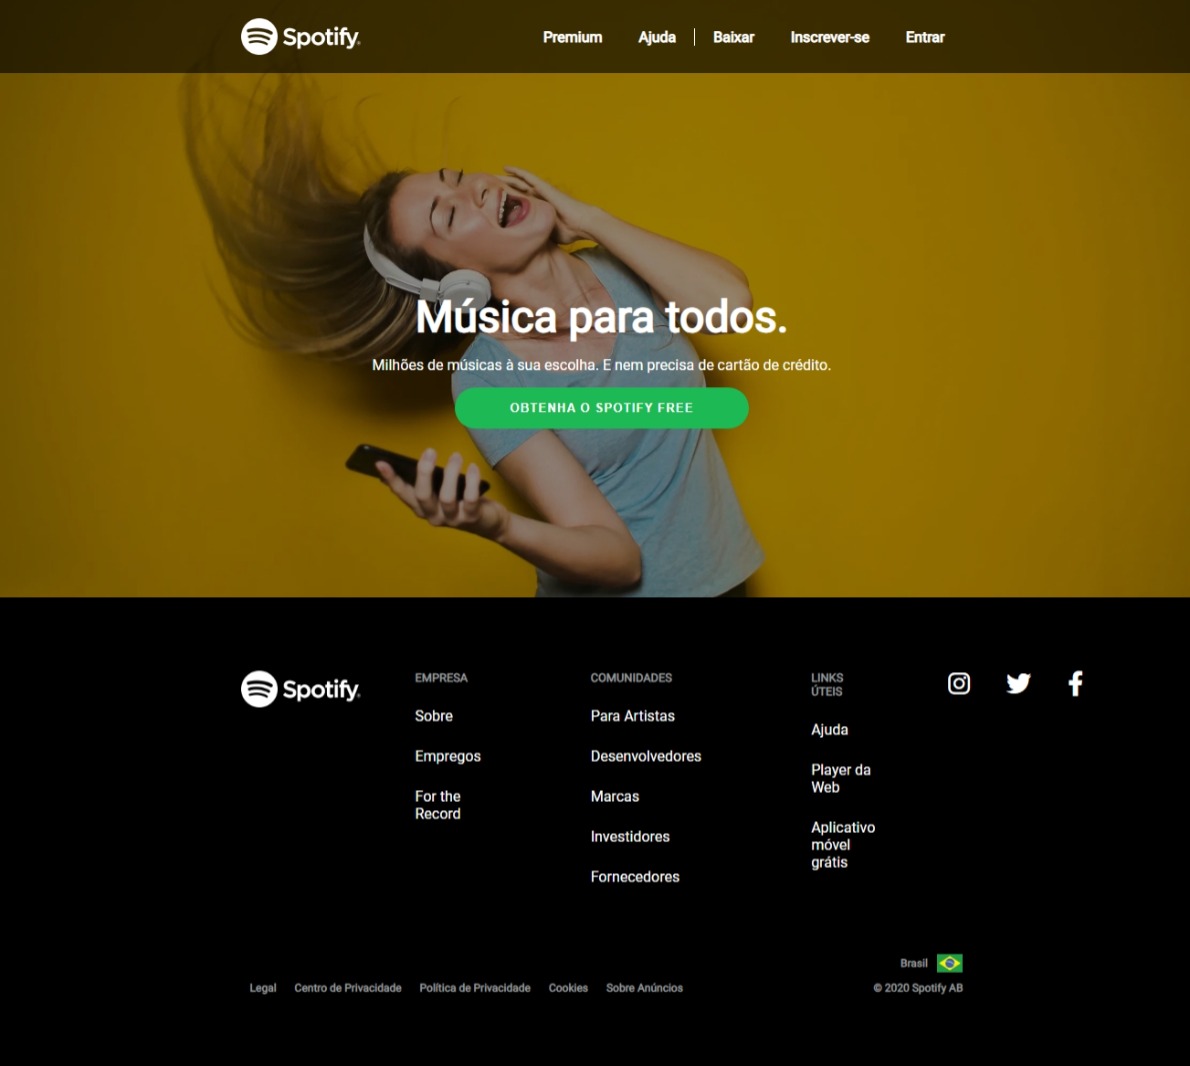 Spotify
Premium Ajuda Baixar Inscrever-se Entrar
Música para todos.
Milhões de músicas à sua escolha. E nem precisa de cartão de crédito.
OBTENHA O SPOTIFY FREE
Spotify
EMPRESA
Sobre
Empregos
For the
Record
COMUNIDADES
Para Artistas
Desenvolvedores
Marcas
Investidores
Fornecedores
LINKS
ÚTEIS
Ajuda
Player da
Web
Aplicativo
móvel
grátis
Brasil
Legal Centro de Privacidade Política de Privacidade Cookies Sobre Anúncios
© 2020 Spotify AB